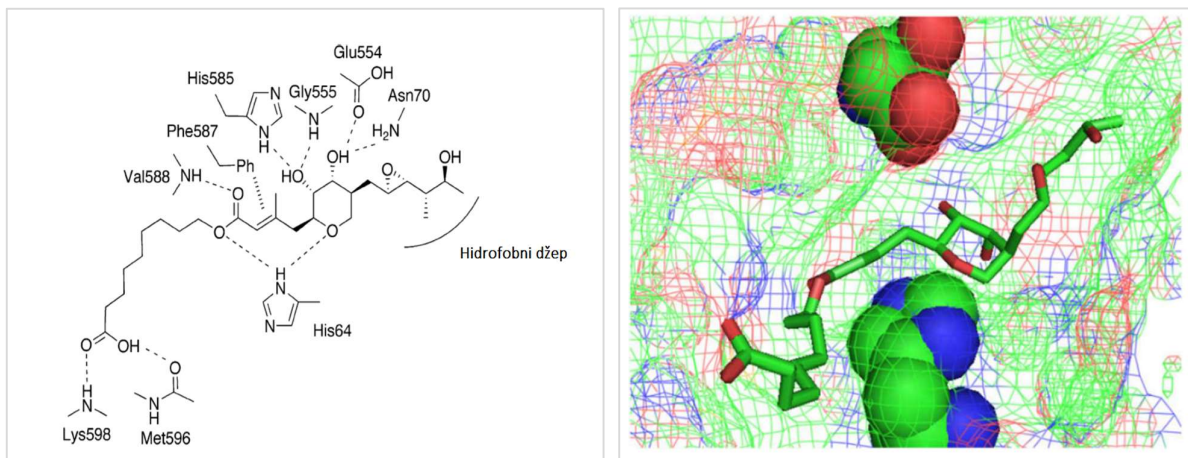 Glu554
His585
OH
N
Gly555
O
Asn70
N
H
N
H
H₂N
Phe587
Ph
OH
OH
Val588
NH
O
HO
O
O
O
Hidrofobni džep
H
N
N
His64
O
OH
O
H
N
N
H
Lys598
Met596